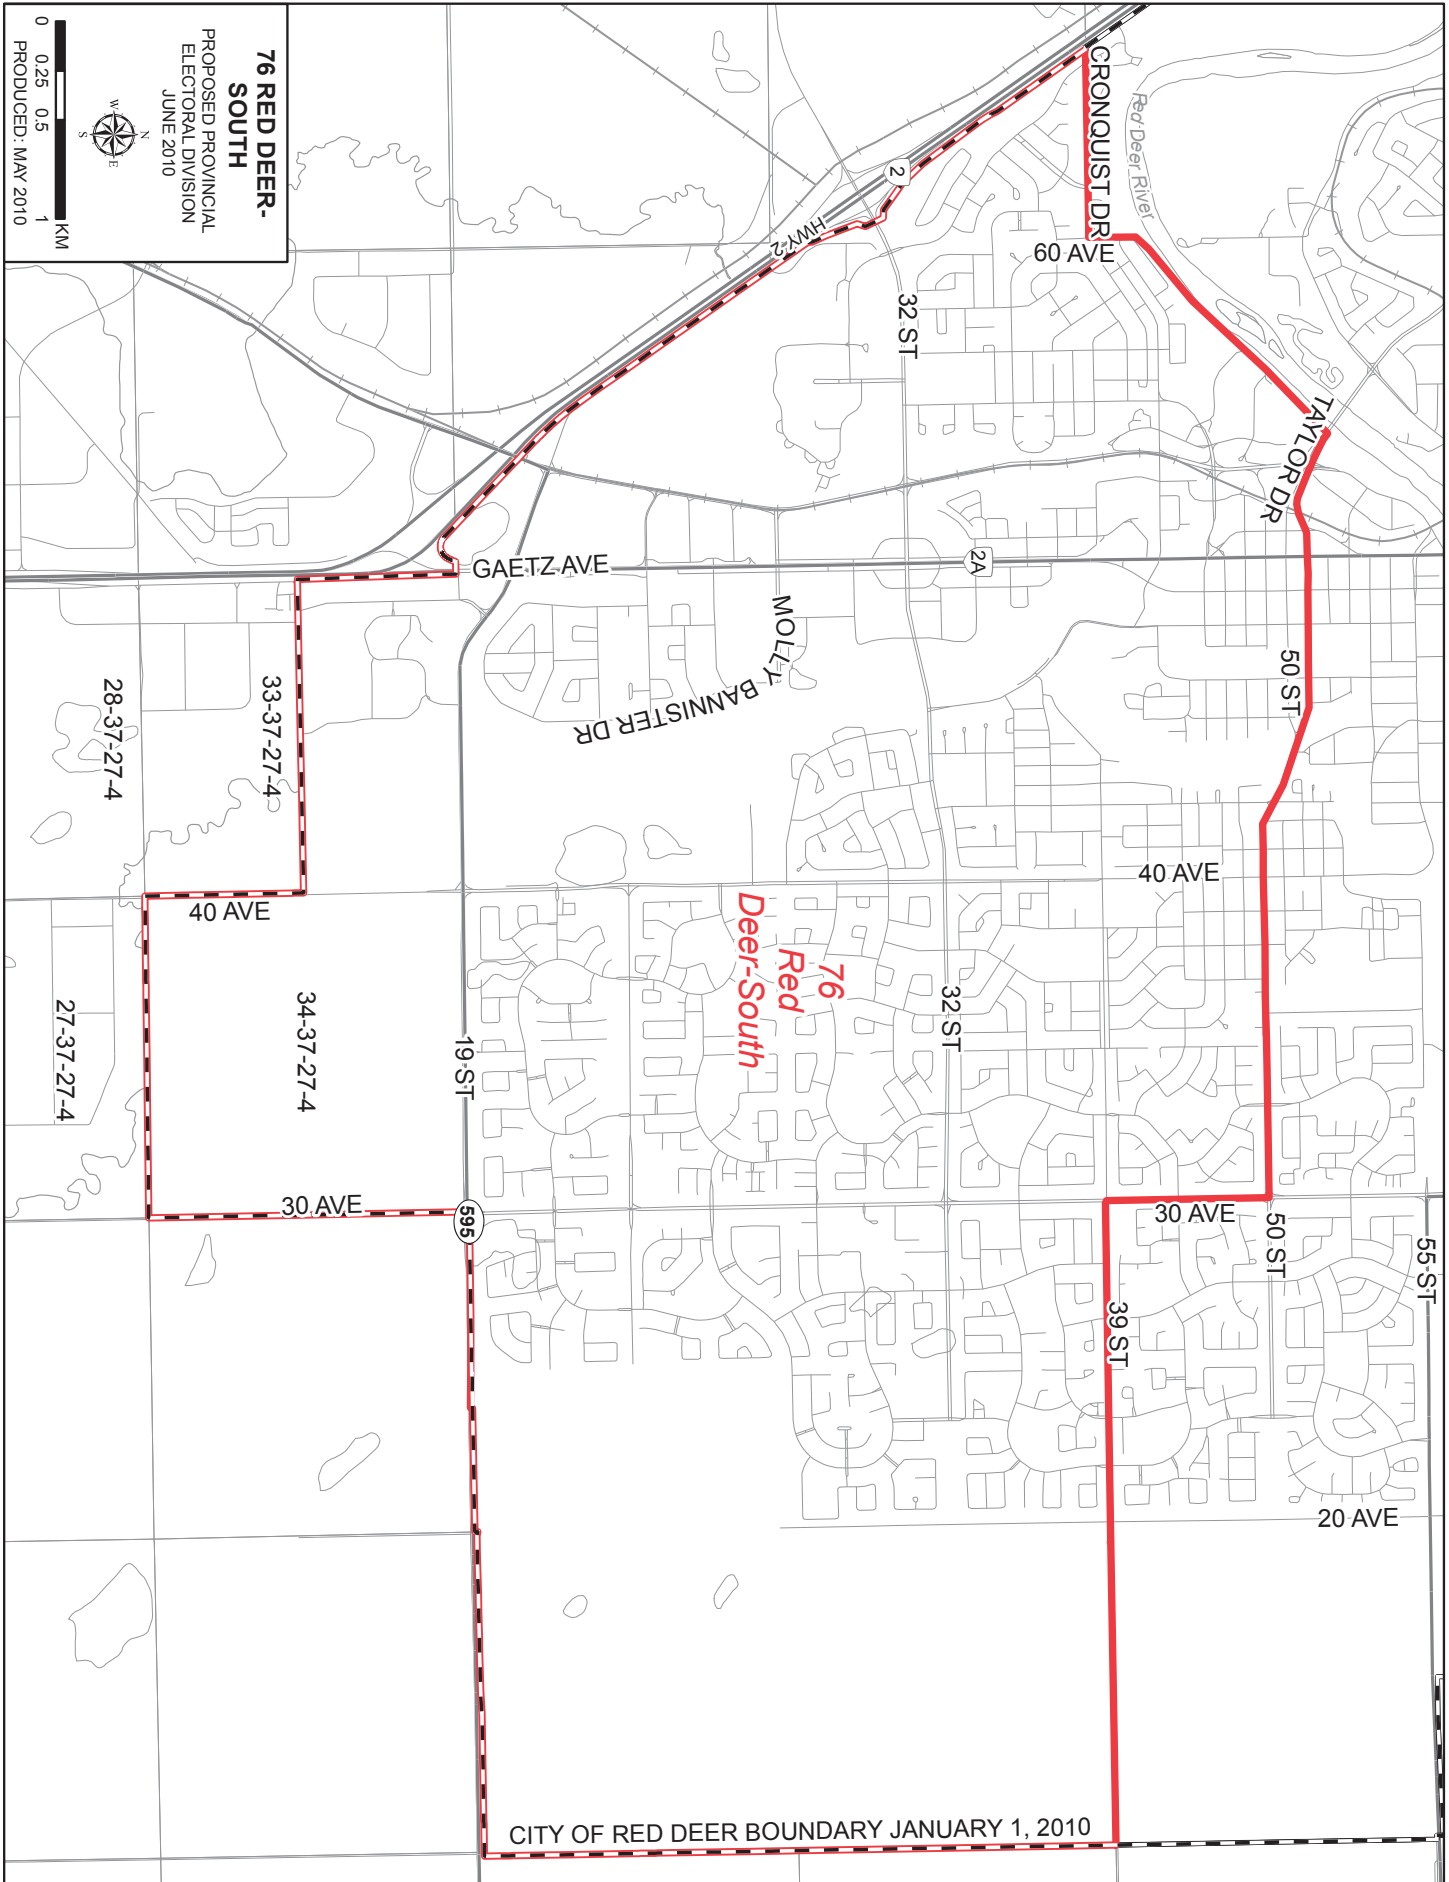 76 RED DEER-
SOUTH
PROPOSED PROVINCIAL
ELECTORAL DIVISION
JUNE 2010
N
W
E
S
0 0.25 0.5 1
KM
PRODUCED: MAY 2010
CRONQUIST DR
Red Deer River
60 AVE
TAYLOR DR
2
HWY 2
32 ST
GAETZ AVE
2A
MOLLY BANNISTER DR
50 ST
40 AVE
33-37-27-4
28-37-27-4
40 AVE
34-37-27-4
27-37-27-4
19 ST
76
Red
Deer-South
32 ST
30 AVE
595
30 AVE
50 ST
55 ST
39 ST
20 AVE
CITY OF RED DEER BOUNDARY JANUARY 1, 2010